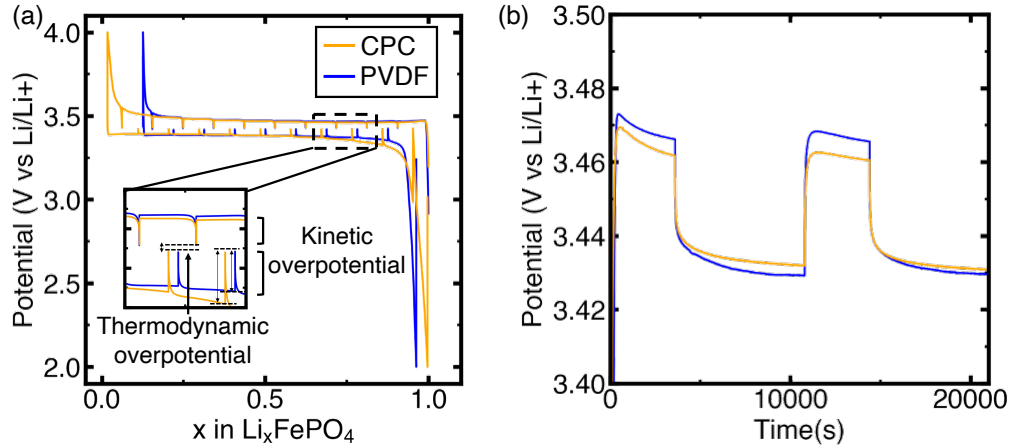 (a)
4.0
3.5
3.0
2.5
2.0
Potential (V vs Li/Li+)
CPC
PVDF
Kinetic
overpotential
Thermodynamic
overpotential
0.0
0.5
1.0
x in LiₓFePO₄
(b)
3.50
3.48
3.46
3.44
3.42
3.40
Potential (V vs Li/Li+)
0
10000
20000
Time(s)